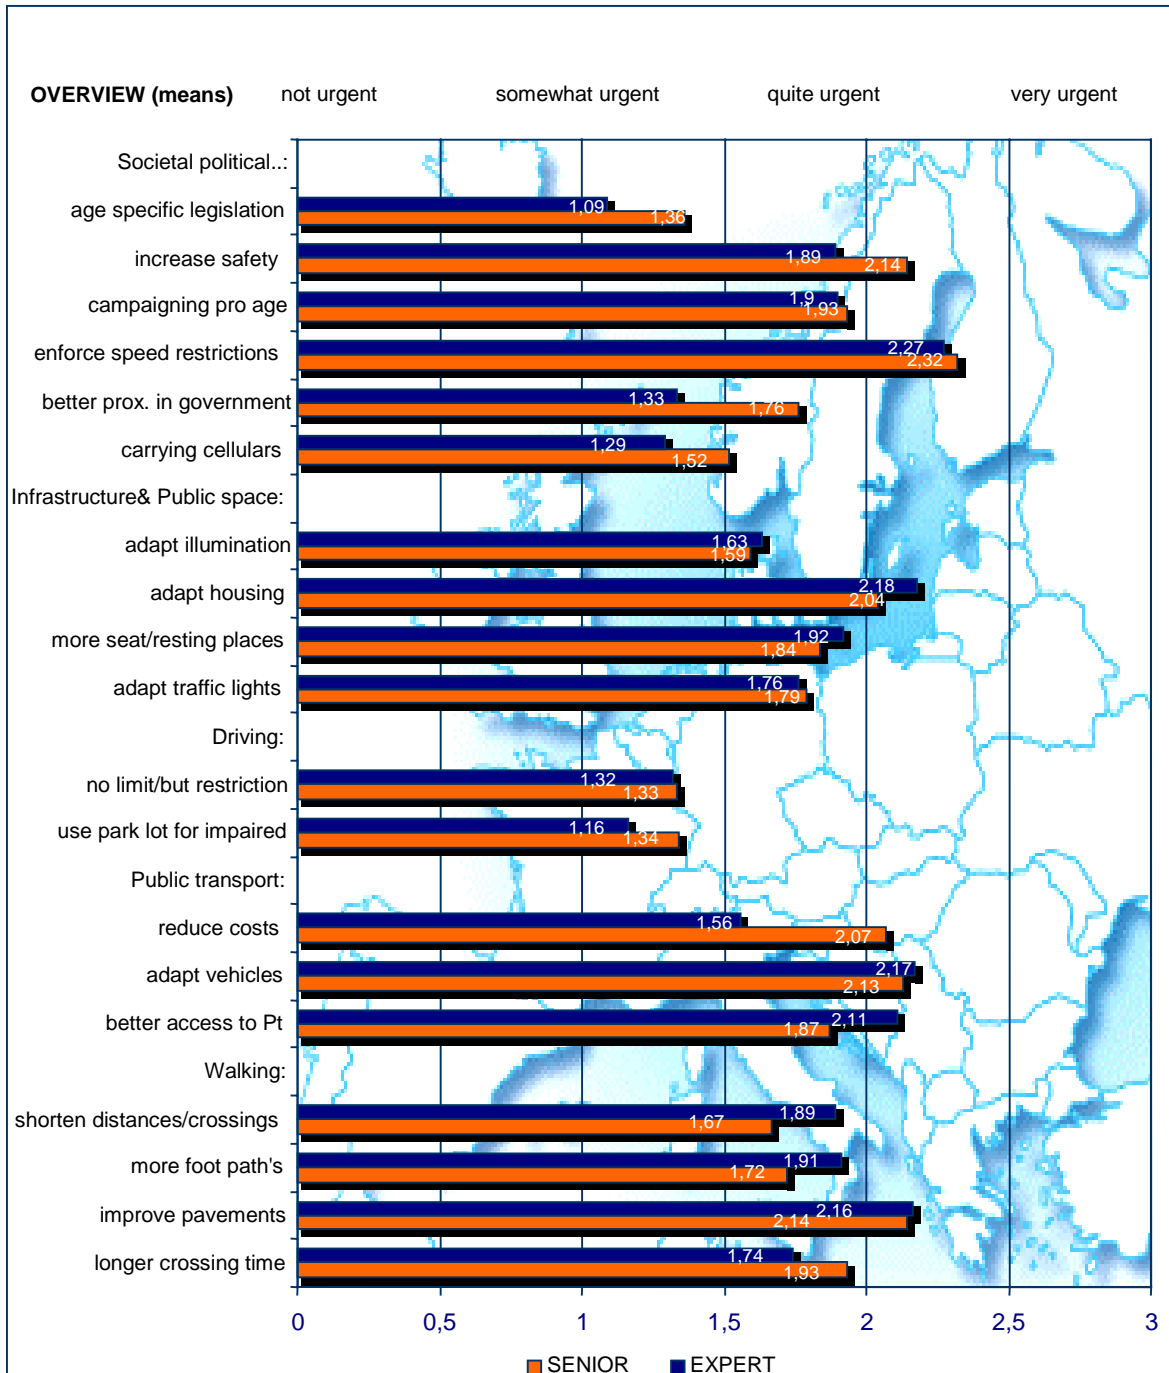 OVERVIEW (means) not urgent somewhat urgent quite urgent very urgent
Societal political..:
age specific legislation 1,09 1,36
increase safety 1,89 2,14
campaigning pro age 1,9 1,93
enforce speed restrictions 2,27 2,32
better prox. in government 1,33 1,76
carrying cellulars 1,29 1,52
Infrastructure& Public space:
adapt illumination 1,63 1,59
adapt housing 2,18 2,04
more seat/resting places 1,92 1,84
adapt traffic lights 1,76 1,79
Driving:
no limit/but restriction 1,32 1,33
use park lot for impaired 1,16 1,34
Public transport:
reduce costs 1,56 2,07
adapt vehicles 2,17 2,13
better access to Pt 2,11 1,87
Walking:
shorten distances/crossings 1,89 1,67
more foot path's 1,91 1,72
improve pavements 2,16 2,14
longer crossing time 1,74 1,93
0 0,5 1 1,5 2 2,5 3
SENIOR EXPERT